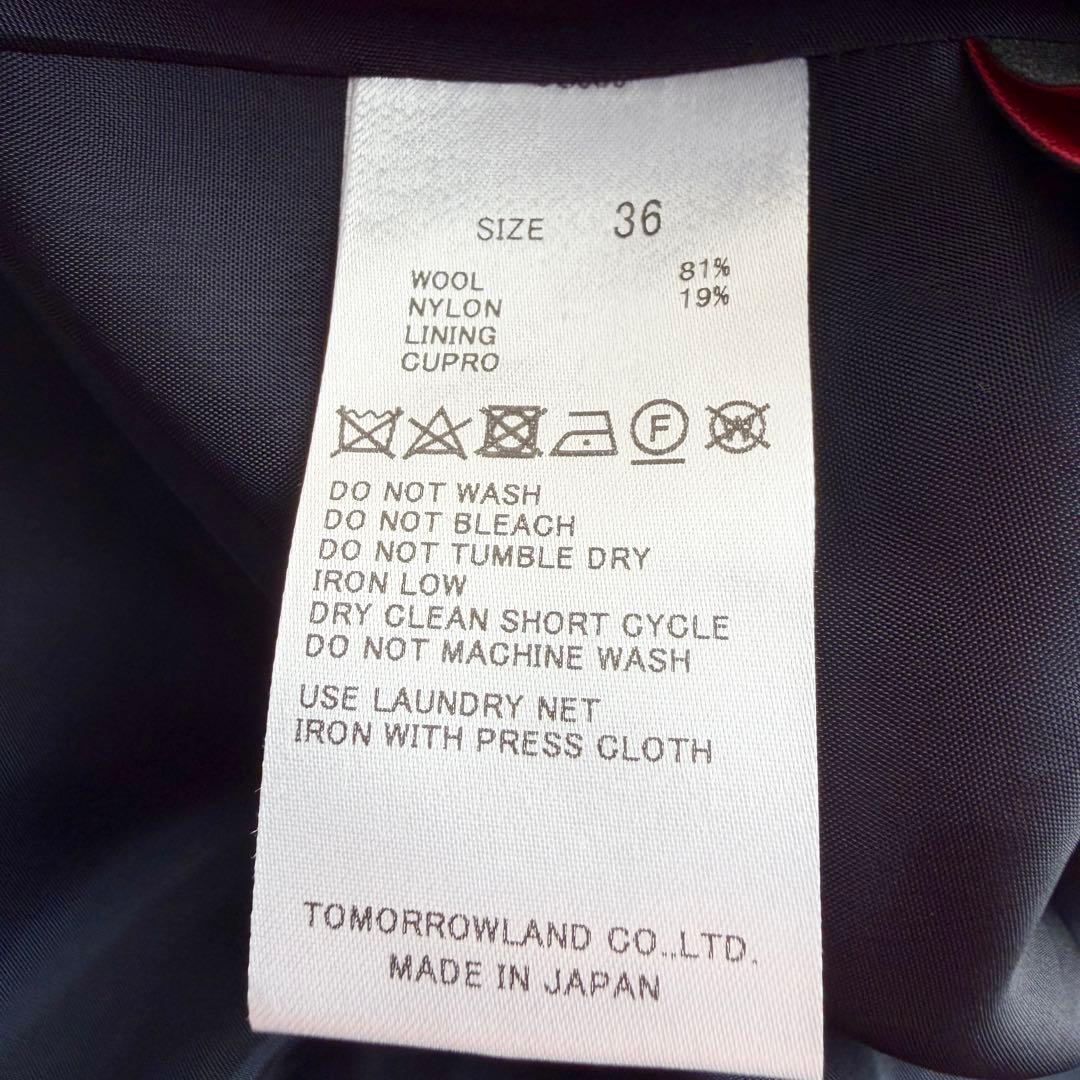 SIZE 36
WOOL 81%
NYLON 19%
LINING
CUPRO
F W
DO NOT WASH
DO NOT BLEACH
DO NOT TUMBLE DRY
IRON LOW
DRY CLEAN SHORT CYCLE
DO NOT MACHINE WASH
USE LAUNDRY NET
IRON WITH PRESS CLOTH
TOMORROWLAND CO.,LTD.
MADE IN JAPAN